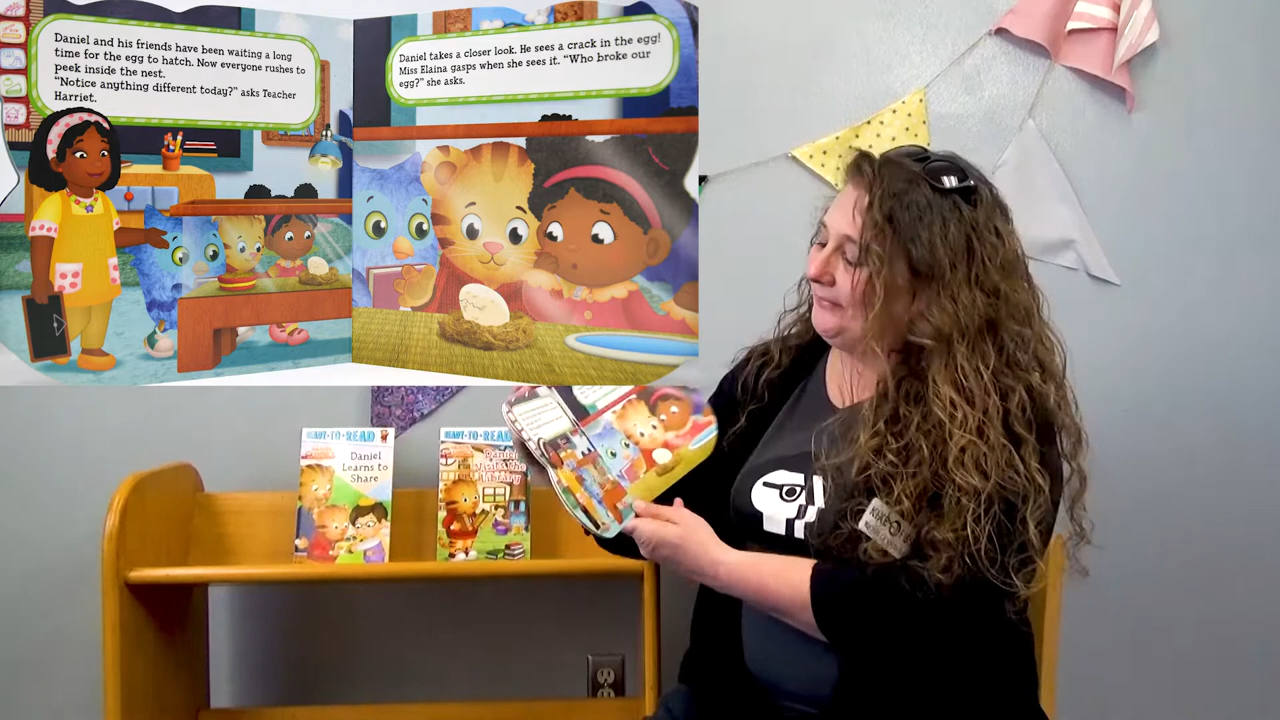 Daniel and his friends have been waiting a long
time for the egg to hatch. Now everyone rushes to
peek inside the nest.
"Notice anything different today?" asks Teacher
Harriet.
Daniel takes a closer look. He sees a crack in the egg!
Miss Elaina gasps when she sees it. "Who broke our
egg?" she asks.
READY-TO-READ
Daniel
Learns to
Share
READY-TO-READ
Daniel
Visits the
Library